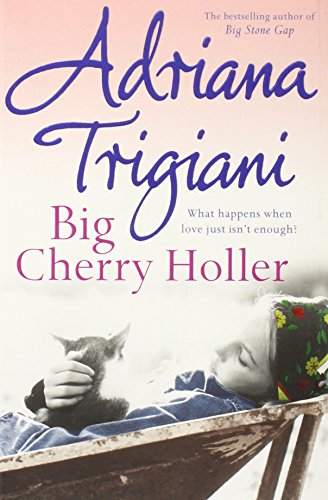 The bestselling author of
Big Stone Gap
Adriana
Trigiani
Big
Cherry Holler
What happens when
love just isn't enough?